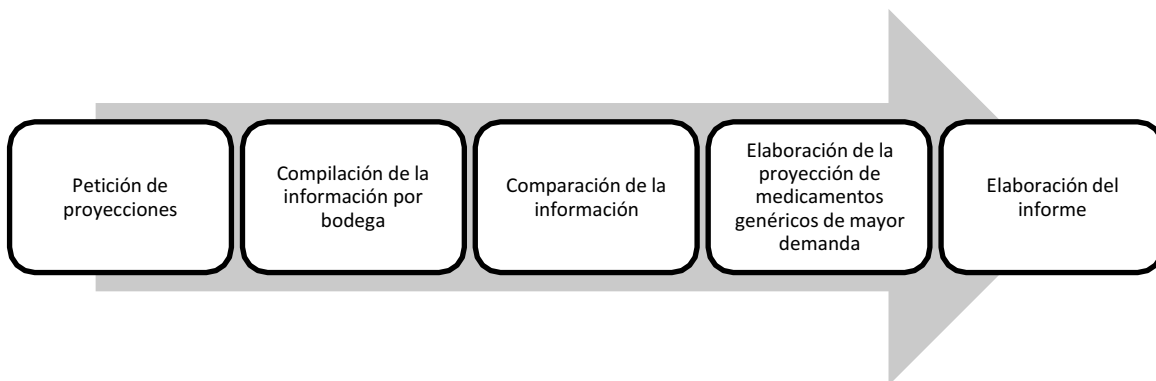 Petición de
proyecciones
Compilación de la
información por
bodega
Comparación de la
información
Elaboración de la
proyección de
medicamentos
genéricos de mayor
demanda
Elaboración del
informe